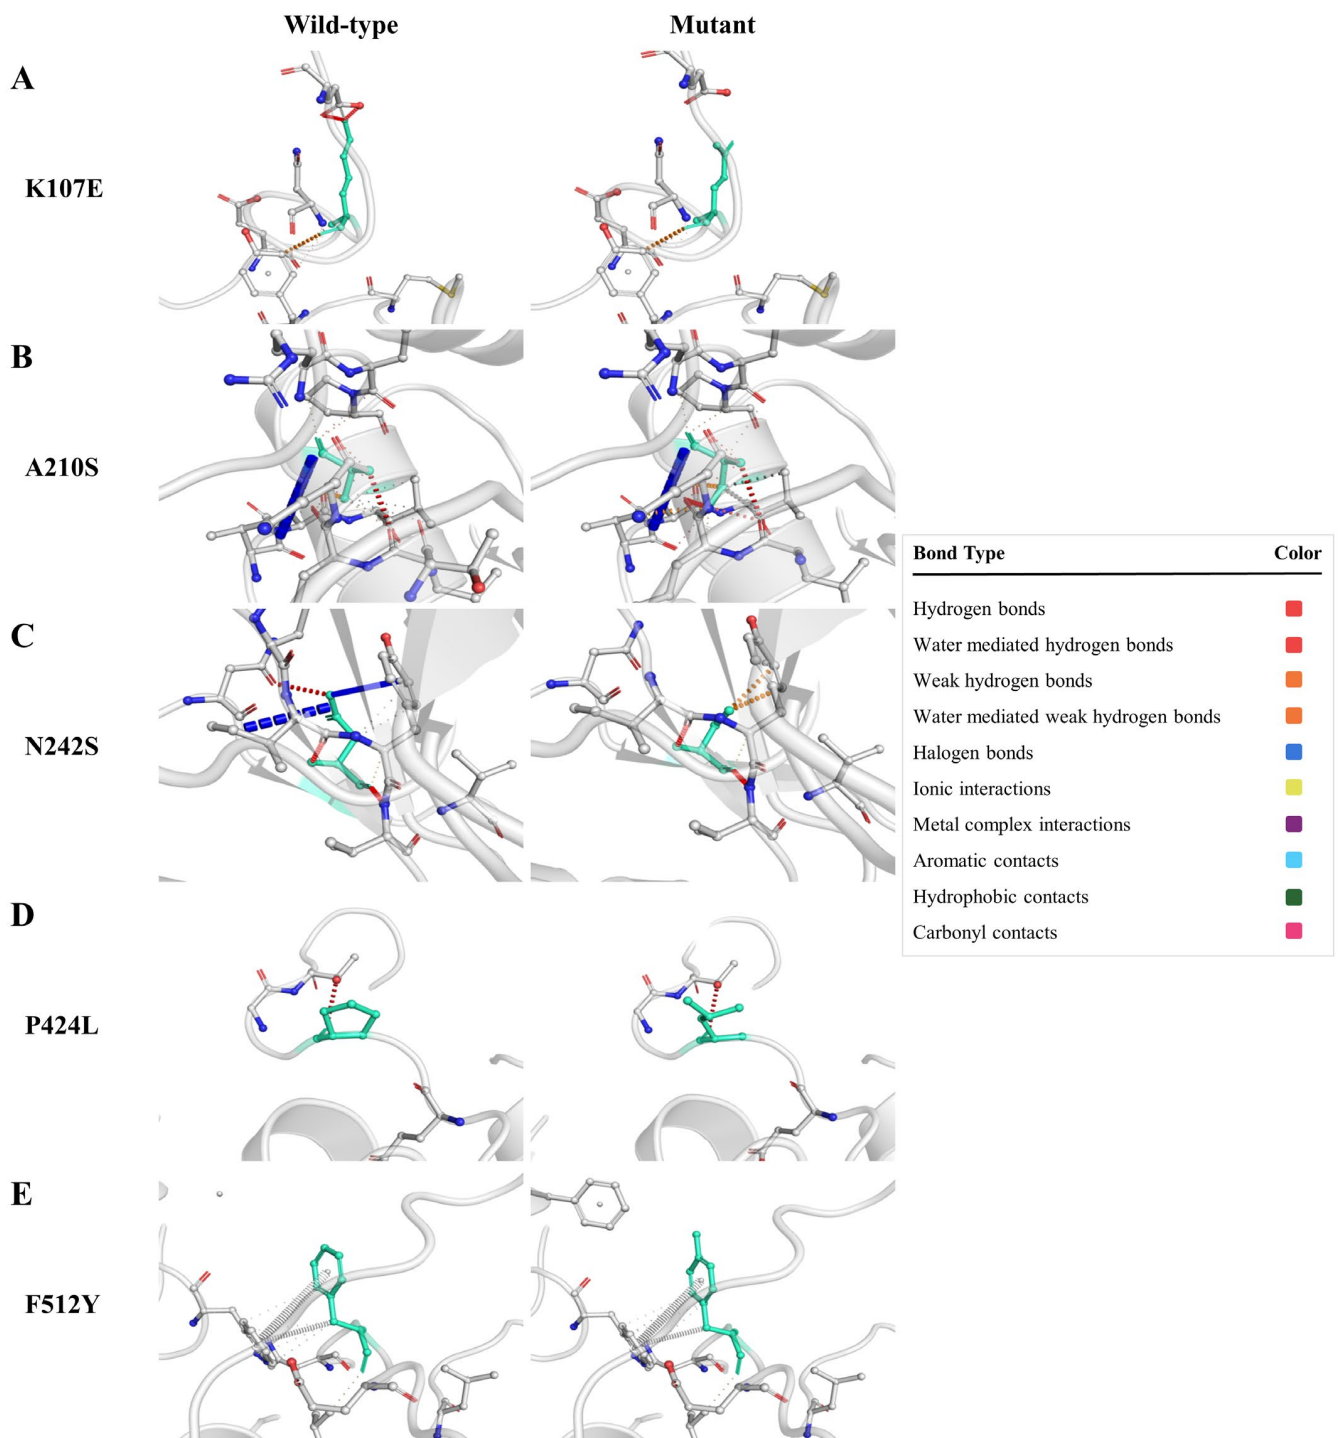 Wild-type Mutant
A
K107E
B
A210S
C
N242S
D
P424L
E
F512Y
Bond Type Color
Hydrogen bonds
Water mediated hydrogen bonds
Weak hydrogen bonds
Water mediated weak hydrogen bonds
Halogen bonds
Ionic interactions
Metal complex interactions
Aromatic contacts
Hydrophobic contacts
Carbonyl contacts